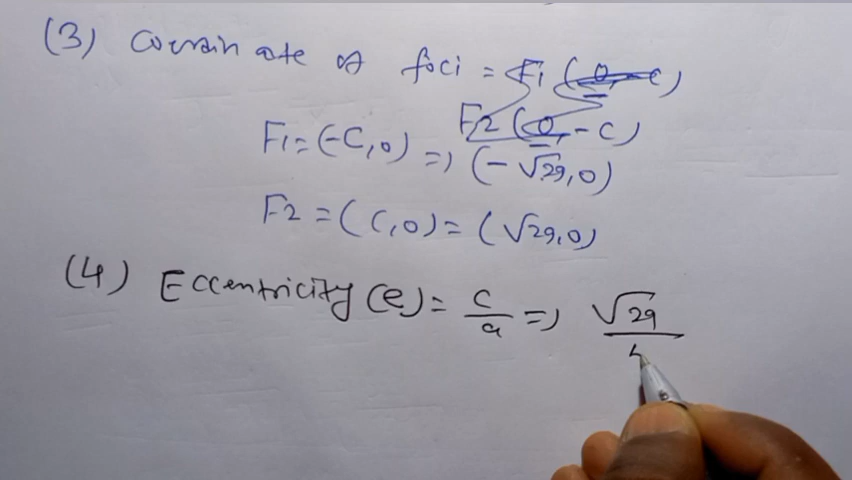 (3) Coordinate of foci = F1 (0, c)
F2 (0, -c)
F1 = (-C, 0) => (-√29, 0)
F2 = (C, 0) = (√29, 0)
(4) Eccentricity (e) = c/a => √29/